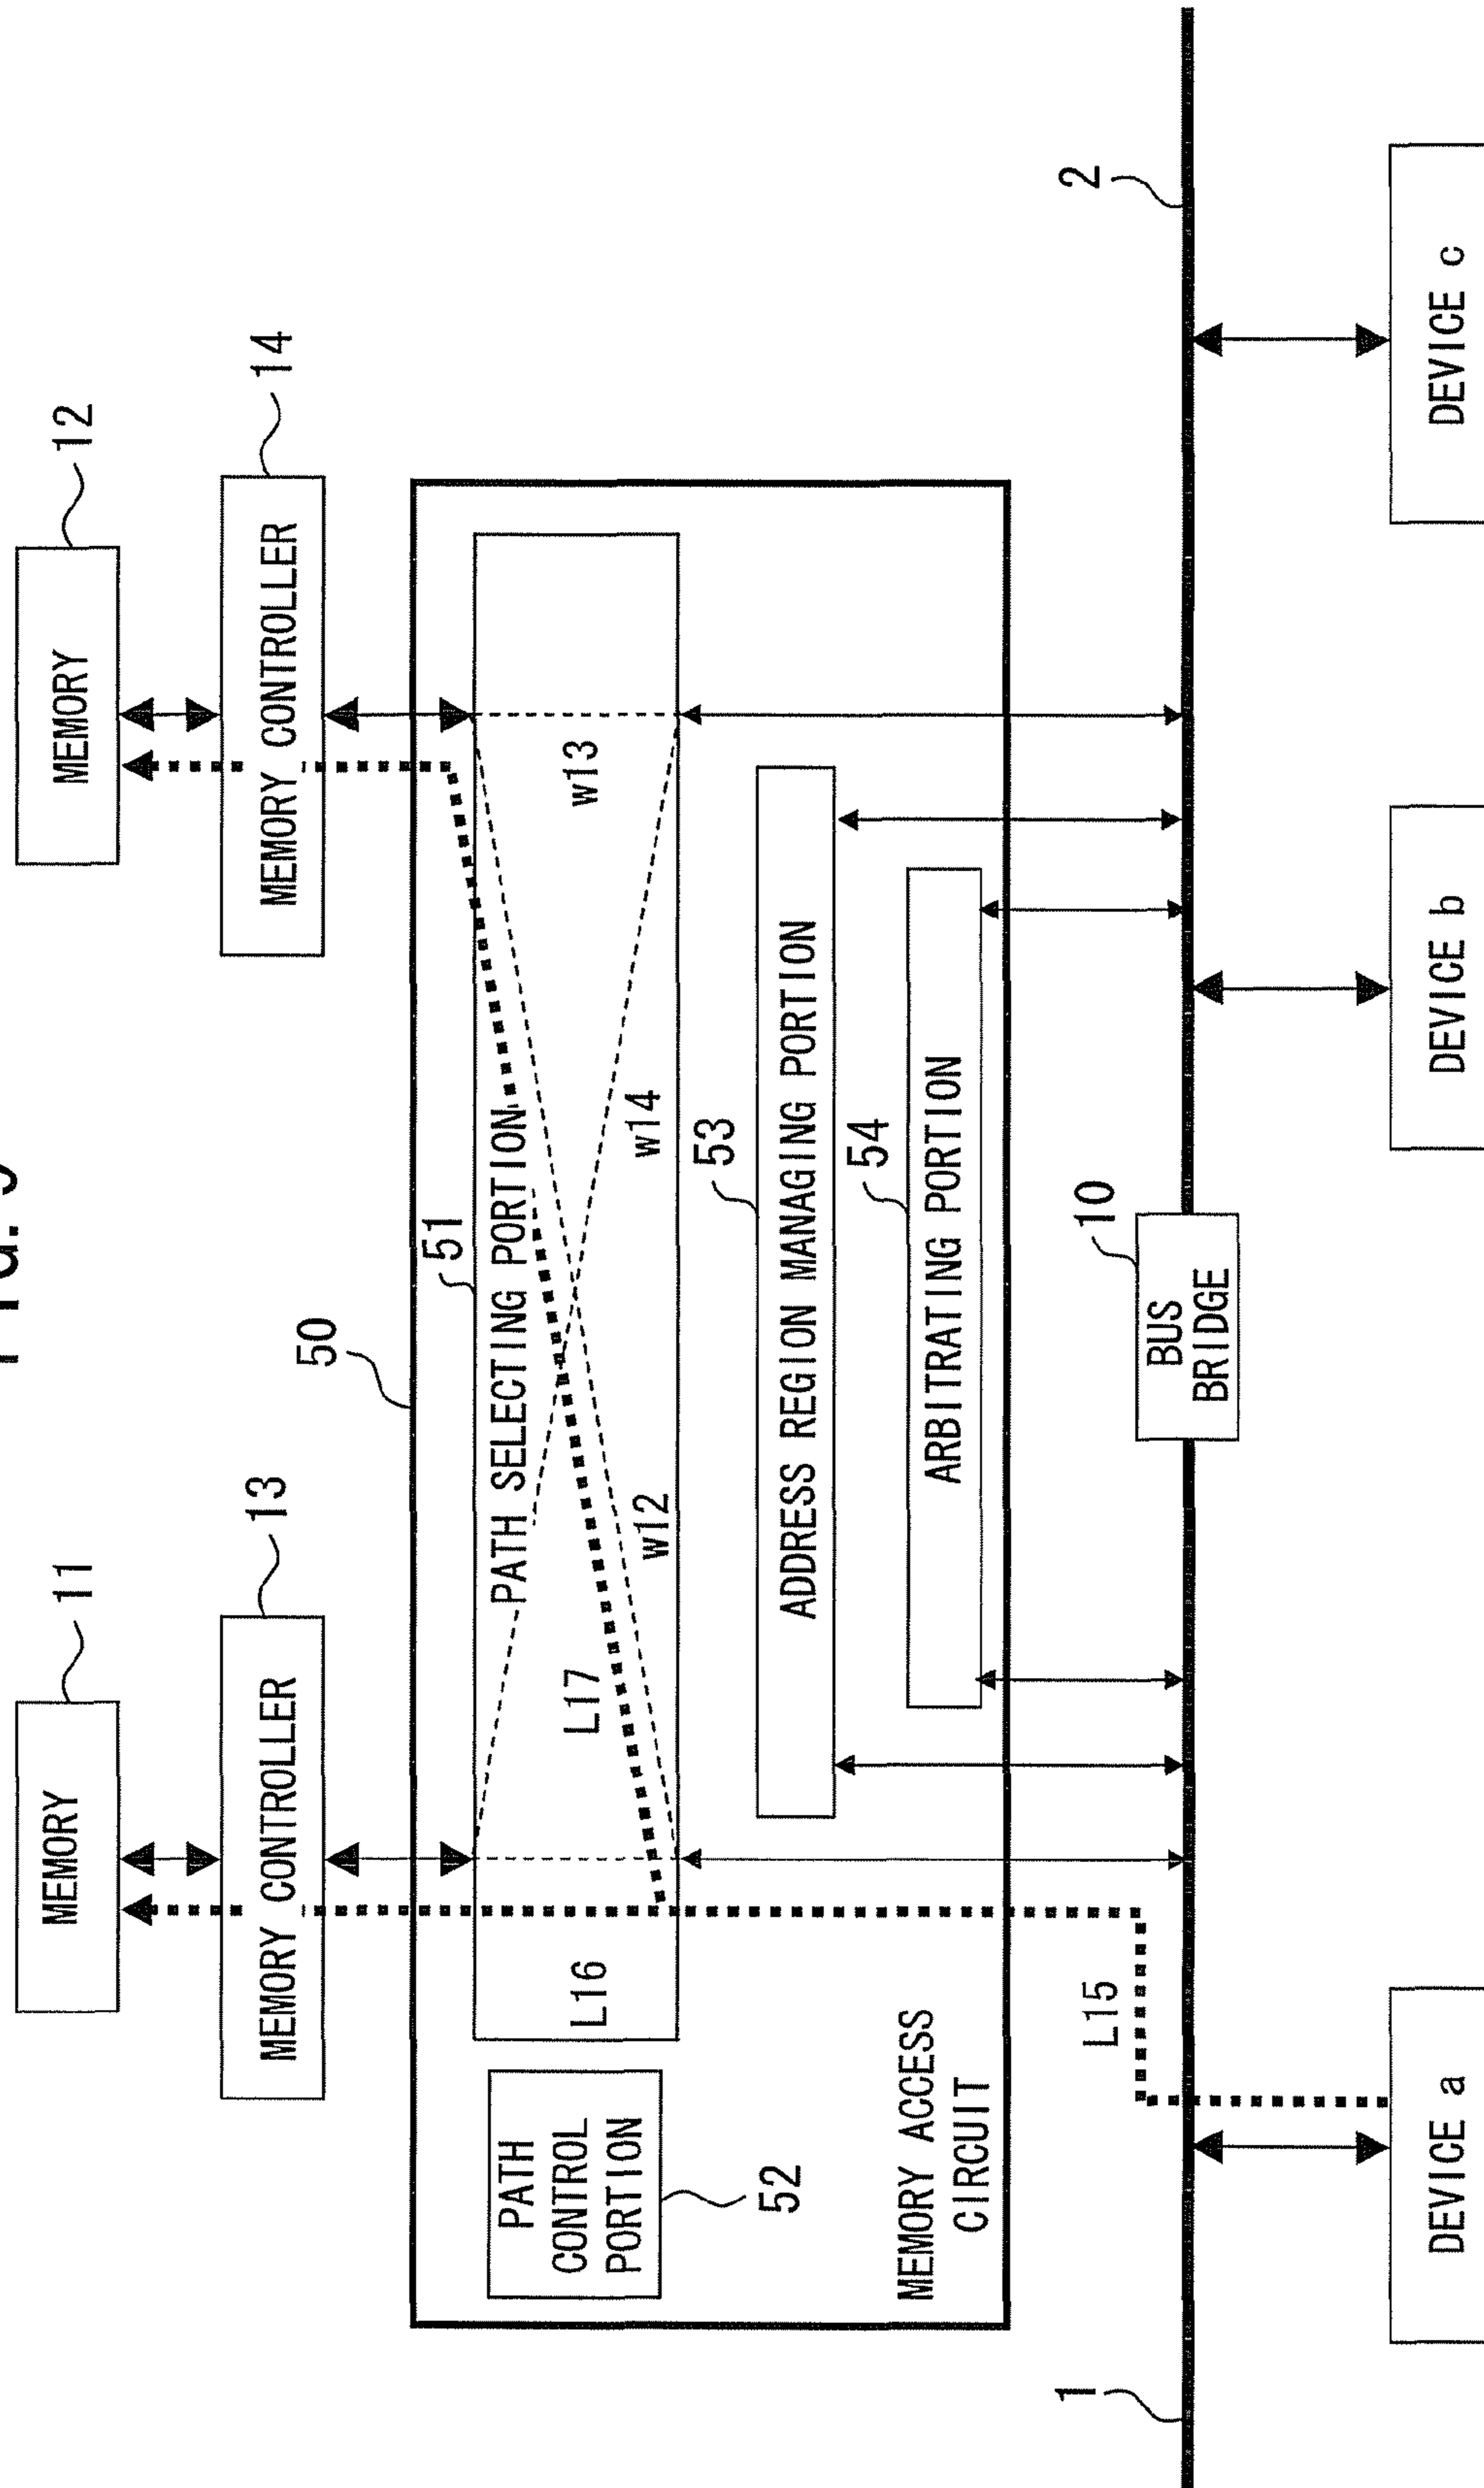 FIG.
11
12
MEMORY
MEMORY
13
14
MEMORY CONTROLLER
MEMORY CONTROLLER
50
51
PATH
CONTROL
PORTION
52
PATH SELECTING PORTION
L16
L17
w12
w14
w13
53
ADDRESS REGION MANAGING PORTION
54
ARBITRATING PORTION
MEMORY ACCESS
CIRCUIT
L15
10
BUS
BRIDGE
1
2
DEVICE a
DEVICE b
DEVICE c